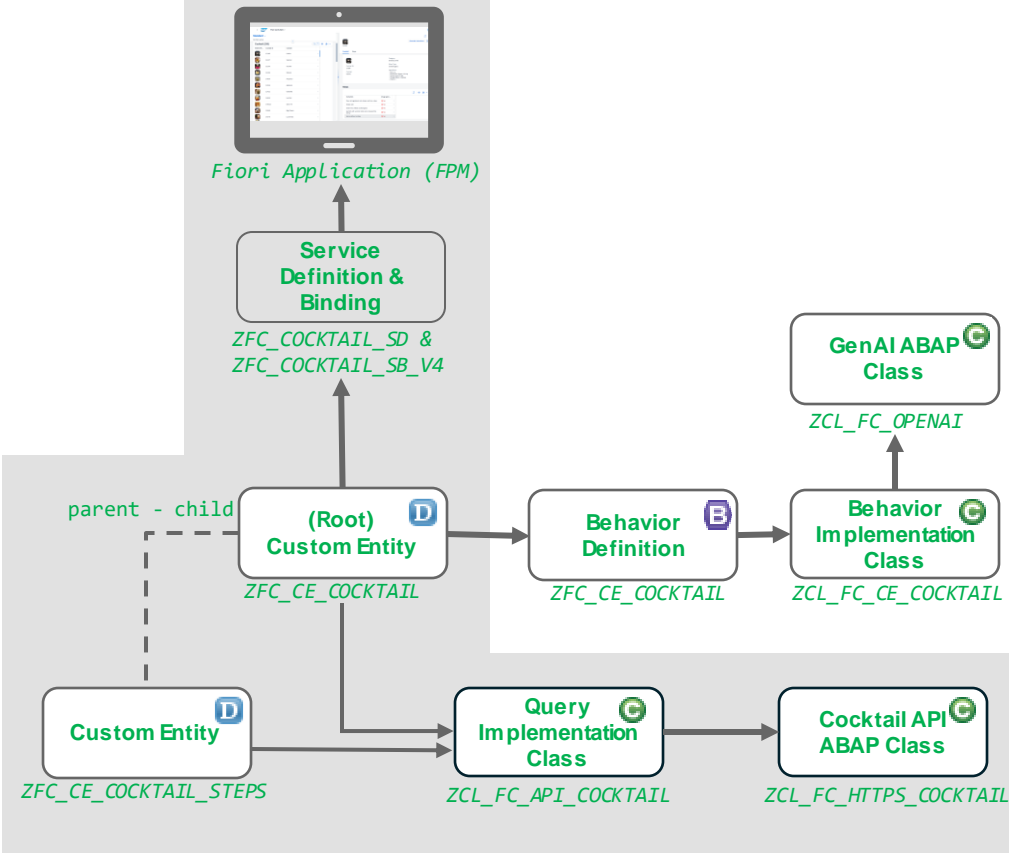 Fiori Application (FPM)
Service
Definition &
Binding
ZFC_COCKTAIL_SD &
ZFC_COCKTAIL_SB_V4
GenAI ABAP
Class
C
ZCL_FC_OPENAI
parent - child
(Root)
Custom Entity
D
ZFC_CE_COCKTAIL
Behavior
Definition
B
ZFC_CE_COCKTAIL
Behavior
Implementation
Class
C
ZCL_FC_CE_COCKTAIL
Custom Entity
D
ZFC_CE_COCKTAIL_STEPS
Query
Implementation
Class
C
ZCL_FC_API_COCKTAIL
Cocktail API
ABAP Class
C
ZCL_FC_HTTPS_COCKTAIL